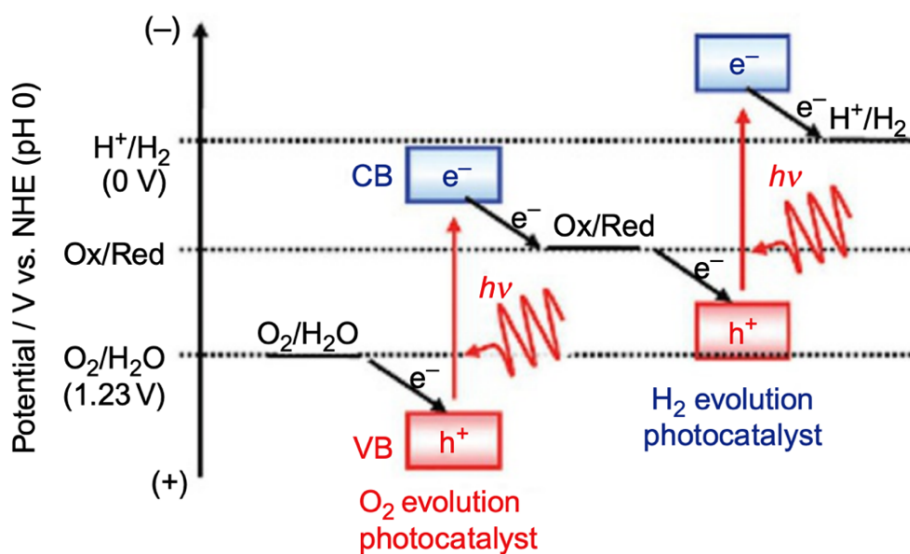 (–)
Potential / V vs. NHE (pH 0)
H⁺/H₂
(0 V)
Ox/Red
O₂/H₂O
(1.23 V)
(+)
e⁻
e⁻
H⁺/H₂
CB
e⁻
hν
e⁻
Ox/Red
hν
e⁻
O₂/H₂O
h⁺
e⁻
VB
h⁺
H₂ evolution
photocatalyst
O₂ evolution
photocatalyst